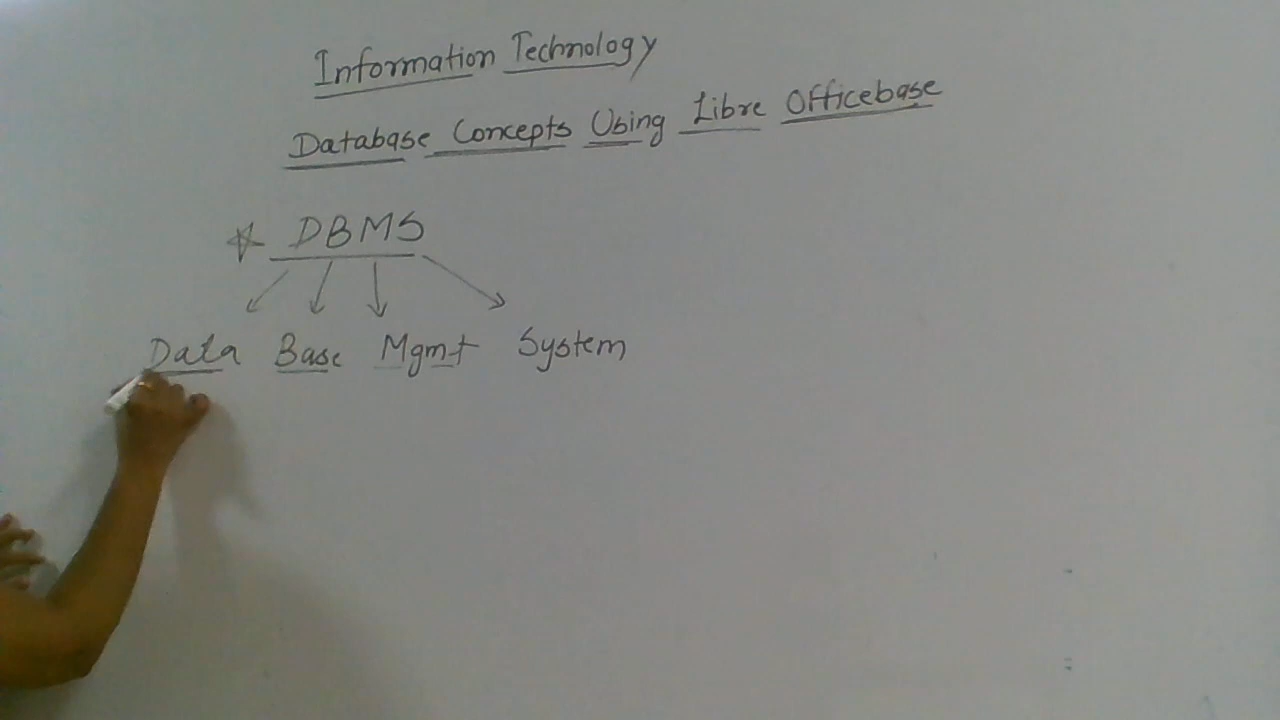 Information Technology
Database Concepts Using Libre Officebase
* DBMS
Data Base Mgmt System